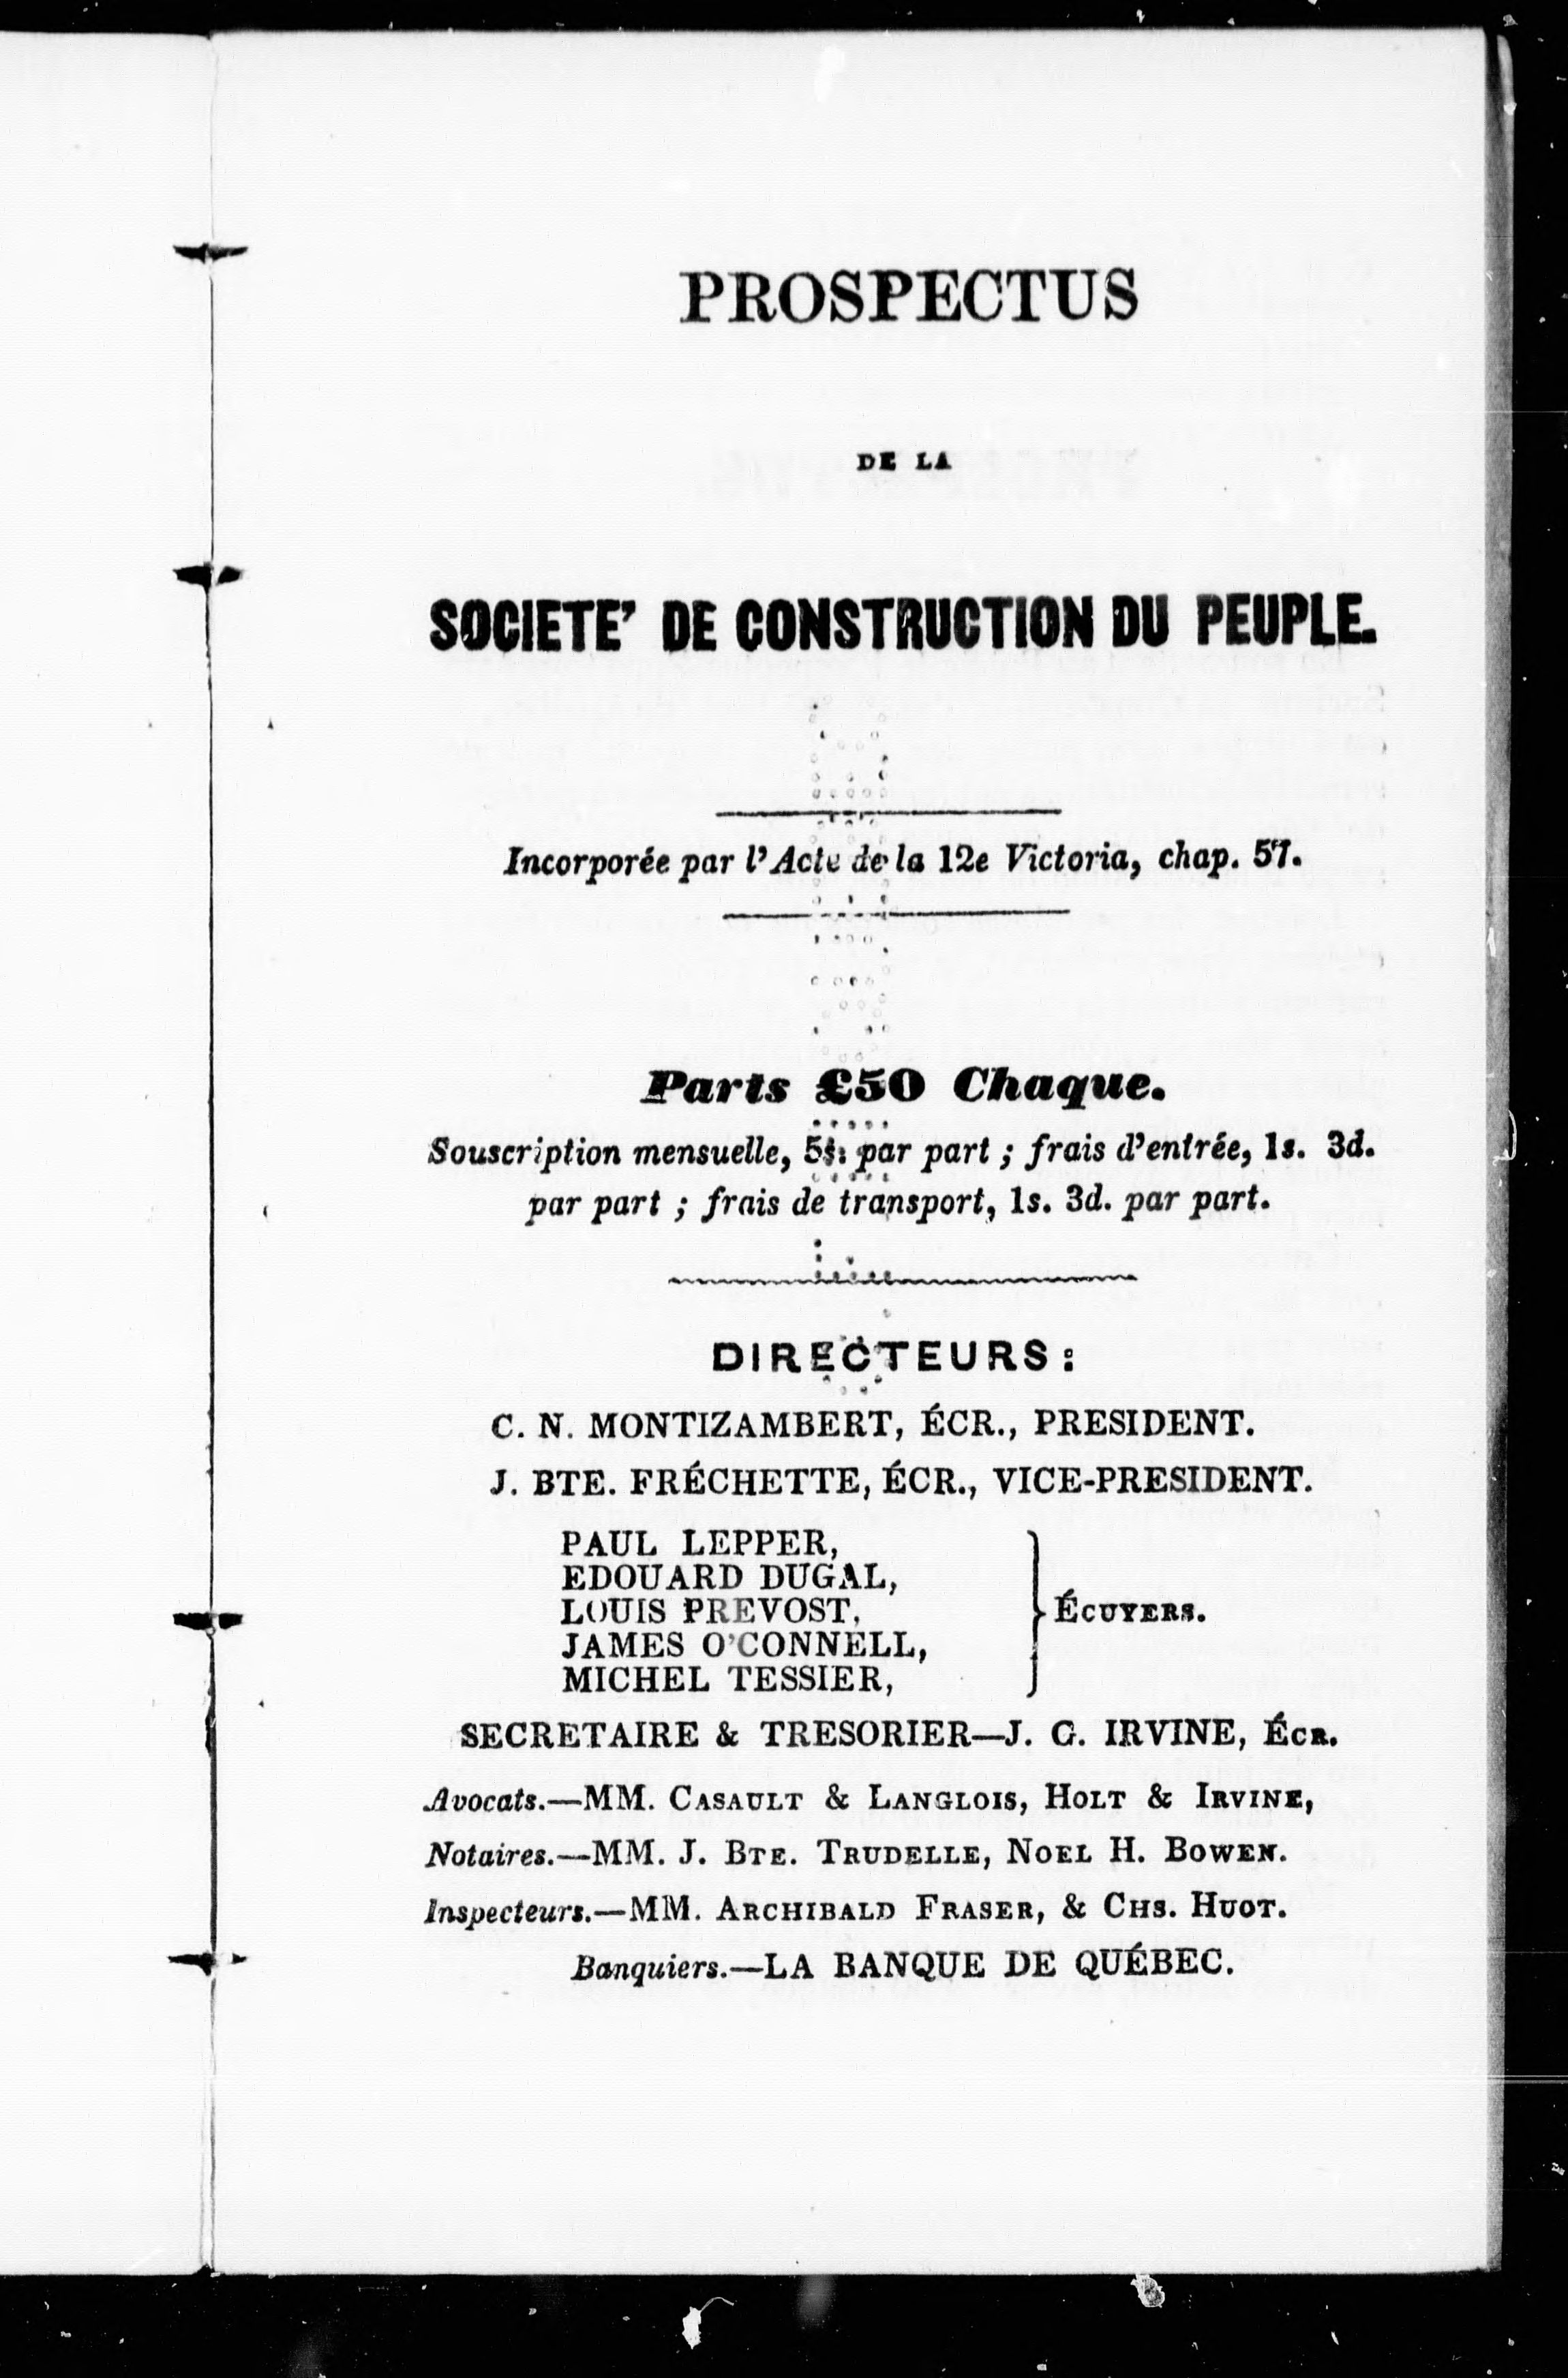 PROSPECTUS
DE LA
SOCIETE' DE CONSTRUCTION DU PEUPLE.
Incorporée par l'Acte de la 12e Victoria, chap. 57.
Parts £50 Chaque.
Souscription mensuelle, 5s. par part ; frais d'entrée, 1s. 3d.
par part ; frais de transport, 1s. 3d. par part.
DIRECTEURS:
C. N. MONTIZAMBERT, ÉCR., PRESIDENT.
J. BTE. FRÉCHETTE, ÉCR., VICE-PRESIDENT.
PAUL LEPPER,
EDOUARD DUGAL,
LOUIS PREVOST,
JAMES O'CONNELL,
MICHEL TESSIER,
ÉCUYERS.
SECRETAIRE & TRESORIER—J. G. IRVINE, ÉCR.
Avocats.—MM. CASAULT & LANGLOIS, HOLT & IRVINE,
Notaires.—MM. J. BTE. TRUDELLE, NOEL H. BOWEN.
Inspecteurs.—MM. ARCHIBALD FRASER, & CHS. HUOT.
Banquiers.—LA BANQUE DE QUÉBEC.